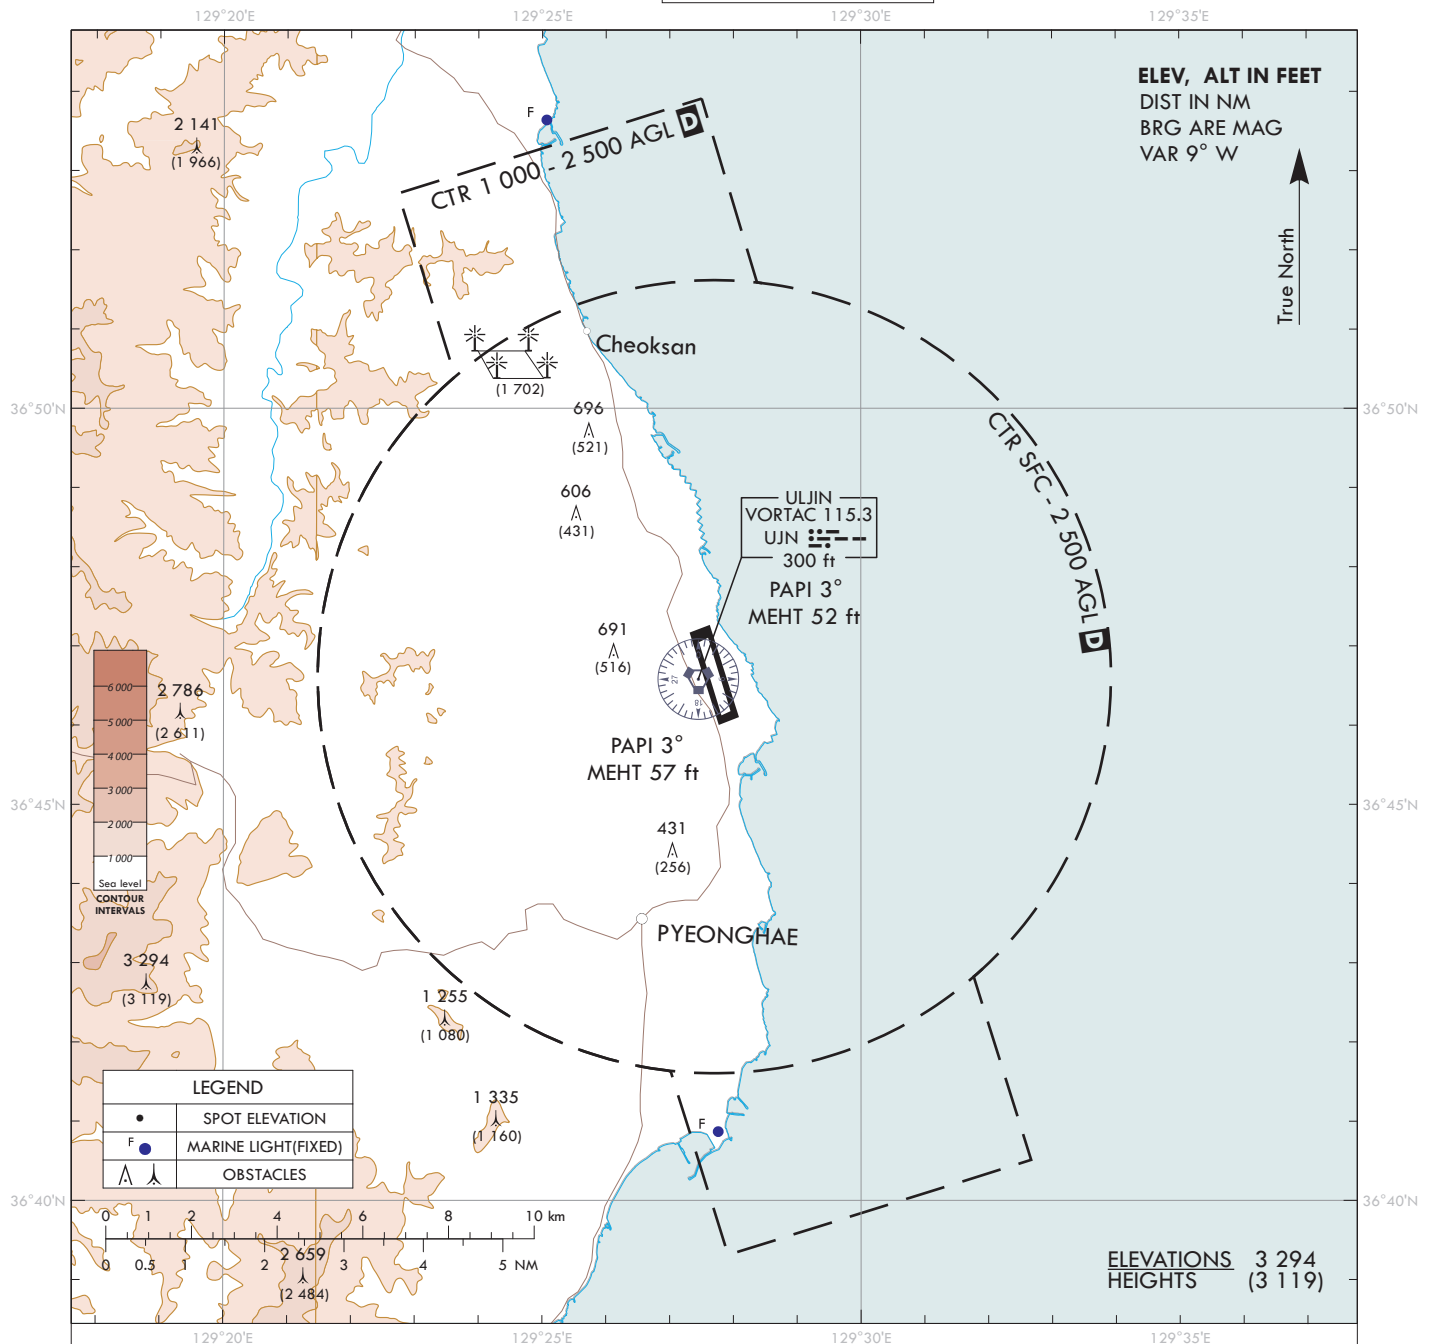 129°20'E
129°25'E
129°30'E
129°35'E
ELEV, ALT IN FEET
DIST IN NM
BRG ARE MAG
VAR 9° W
True North
F
2 141
(1 966)
CTR 1 000 - 2 500 AGL D
Cheoksan
(1 702)
36°50'N
36°50'N
696
(521)
CTR SFC - 2 500 AGL D
606
(431)
ULJIN
VORTAC 115.3
UJN
300 ft
PAPI 3°
MEHT 52 ft
691
(516)
27
18
6 000
5 000
4 000
3 000
2 000
1 000
Sea level
CONTOUR
INTERVALS
2 786
(2 611)
PAPI 3°
MEHT 57 ft
36°45'N
36°45'N
431
(256)
PYEONGHAE
3 294
(3 119)
1 255
(1 080)
LEGEND
SPOT ELEVATION
F MARINE LIGHT(FIXED)
OBSTACLES
1 335
(1 160)
F
36°40'N
36°40'N
0 1 2 4 6 8 10 km
0 0.5 1 2 3 4 5 NM
2 659
(2 484)
ELEVATIONS 3 294
HEIGHTS (3 119)
129°20'E
129°25'E
129°30'E
129°35'E